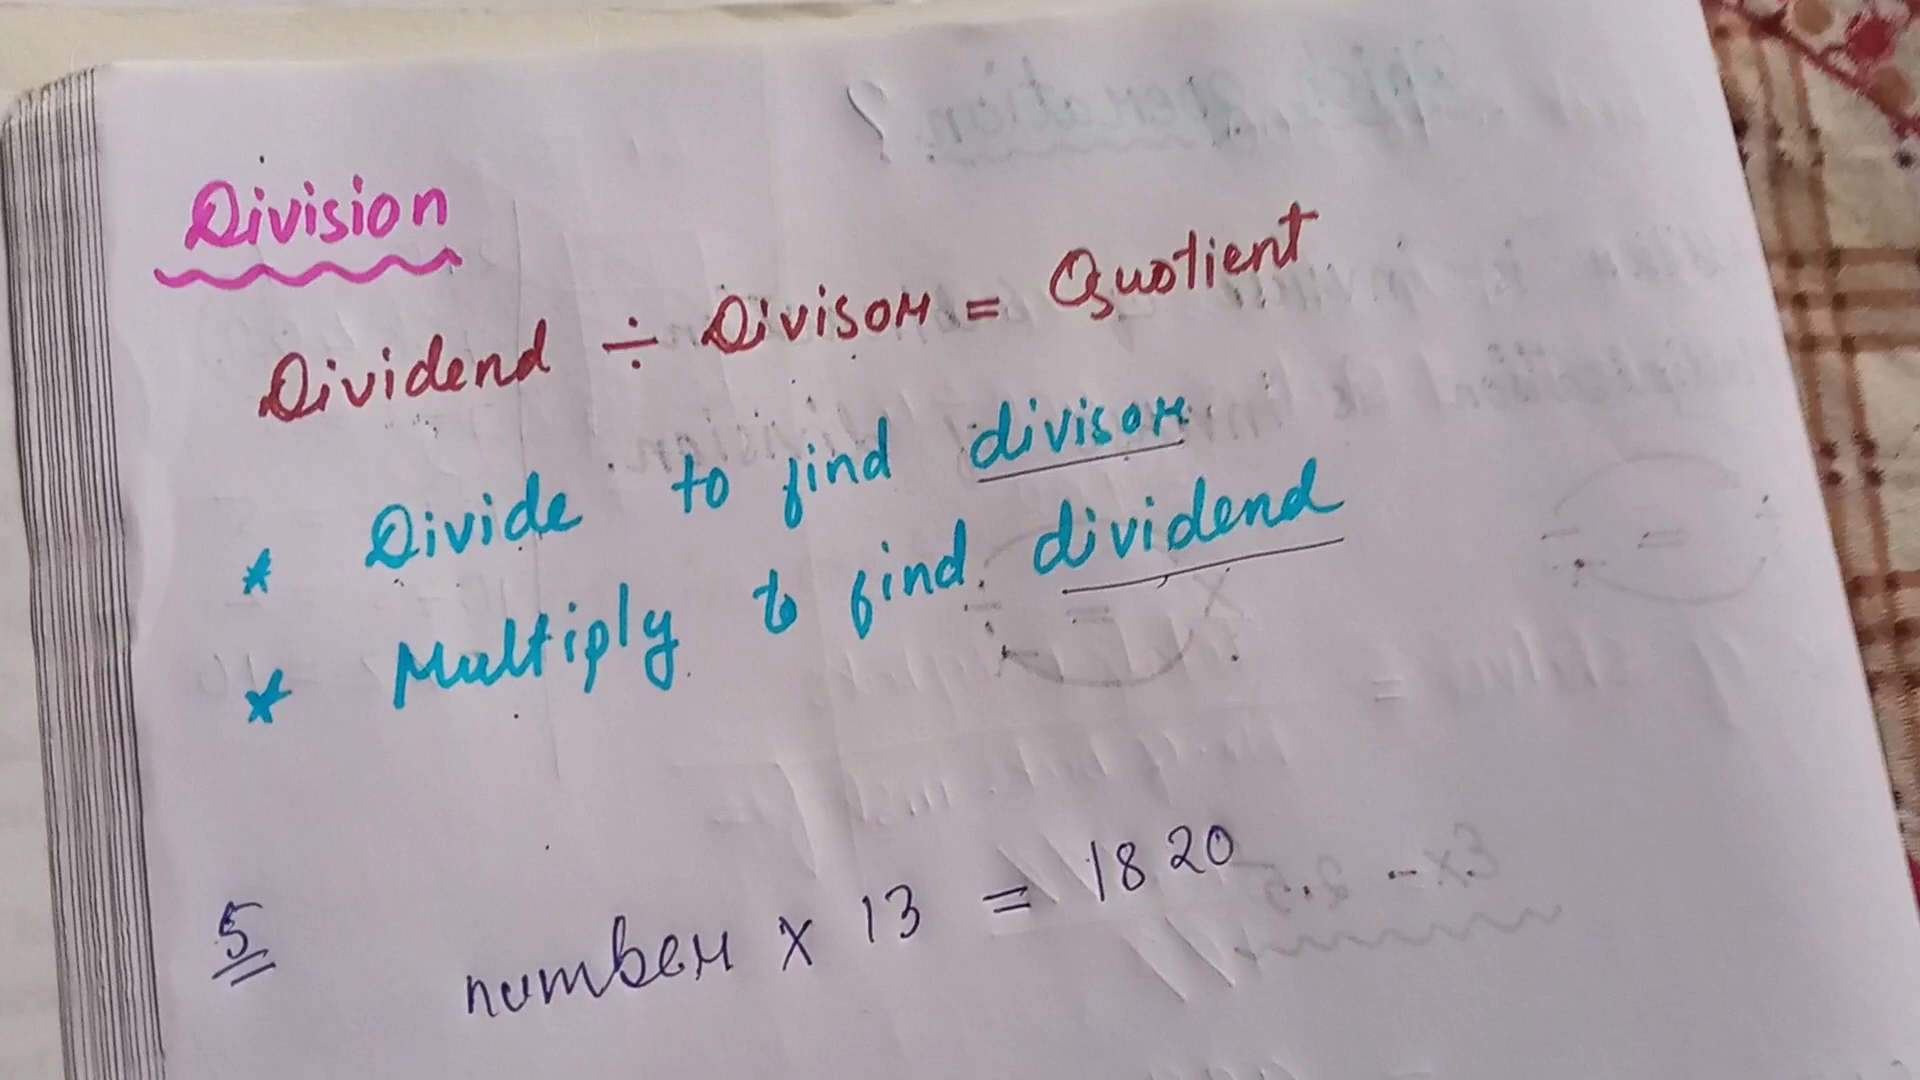 Division
Dividend ÷ Divisor = Quotient
* Divide to find divisor
* Multiply to find dividend
5 number x 13 = 1820